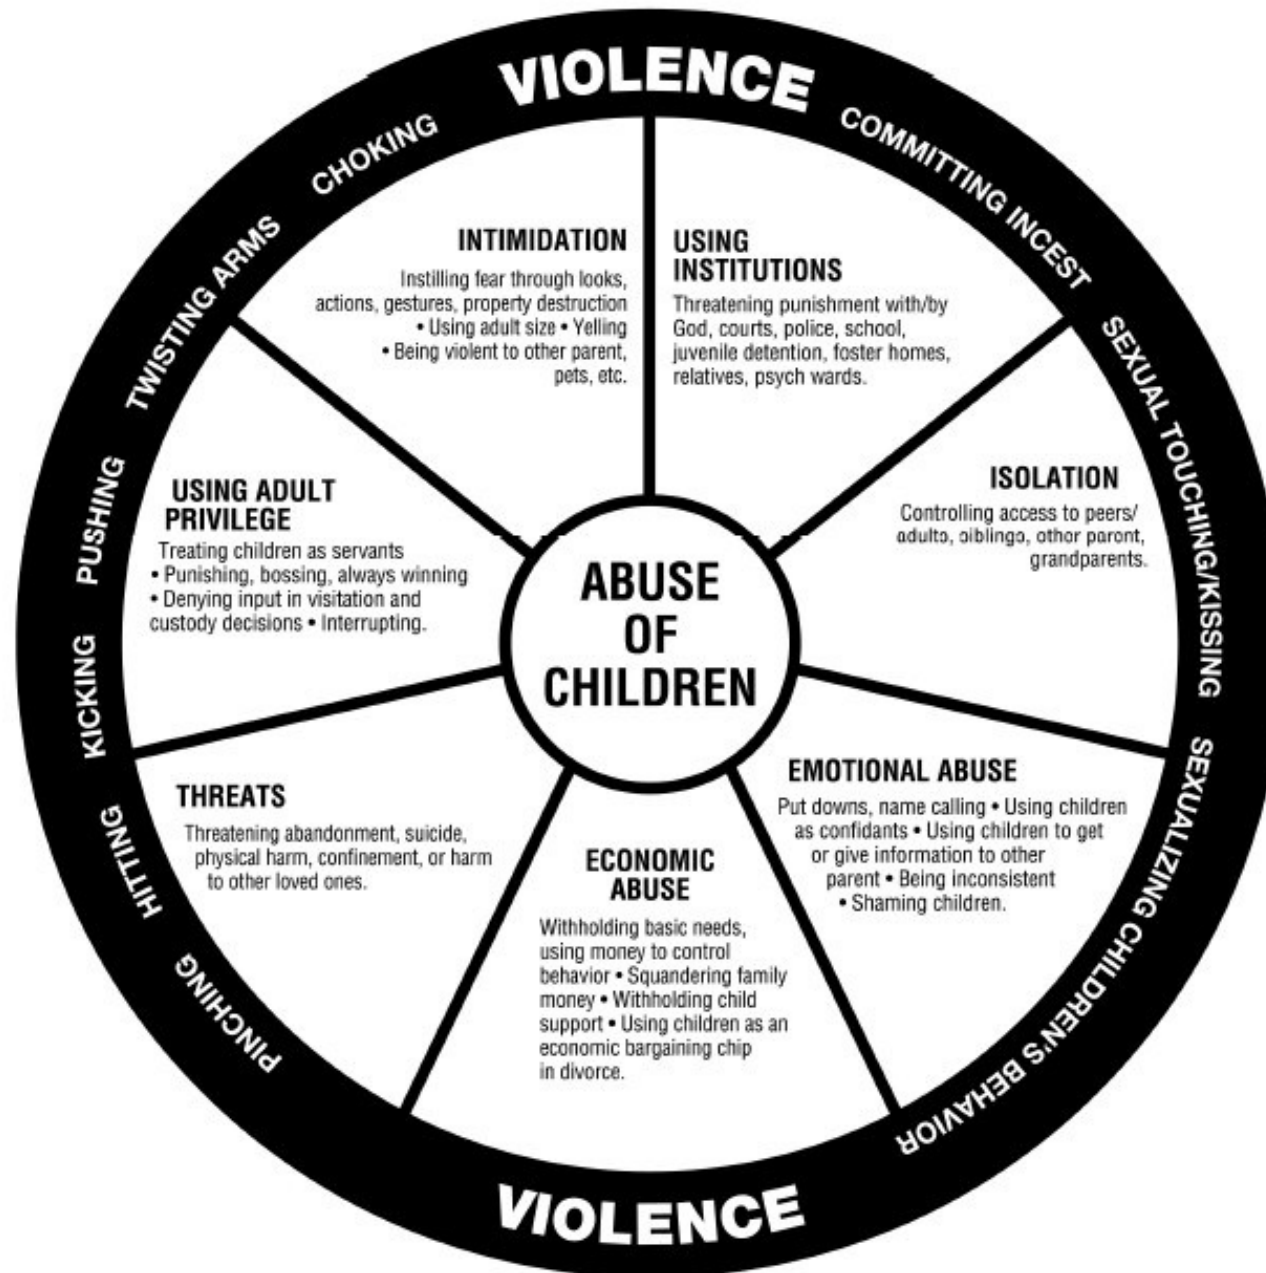 VIOLENCE
COMMITTING INCEST
SEXUAL TOUCHING/KISSING
SEXUALIZING CHILDREN'S BEHAVIOR
VIOLENCE
PINCHING
HITTING
KICKING
PUSHING
TWISTING ARMS
CHOKING
INTIMIDATION
Instilling fear through looks,
actions, gestures, property destruction
• Using adult size • Yelling
• Being violent to other parent,
pets, etc.
USING
INSTITUTIONS
Threatening punishment with/by
God, courts, police, school,
juvenile detention, foster homes,
relatives, psych wards.
ISOLATION
Controlling access to peers/
adults, siblings, other parent,
grandparents.
EMOTIONAL ABUSE
Put downs, name calling • Using children
as confidants • Using children to get
or give information to other
parent • Being inconsistent
• Shaming children.
ECONOMIC
ABUSE
Withholding basic needs,
using money to control
behavior • Squandering family
money • Withholding child
support • Using children as an
economic bargaining chip
in divorce.
THREATS
Threatening abandonment, suicide,
physical harm, confinement, or harm
to other loved ones.
USING ADULT
PRIVILEGE
Treating children as servants
• Punishing, bossing, always winning
• Denying input in visitation and
custody decisions • Interrupting.
ABUSE
OF
CHILDREN